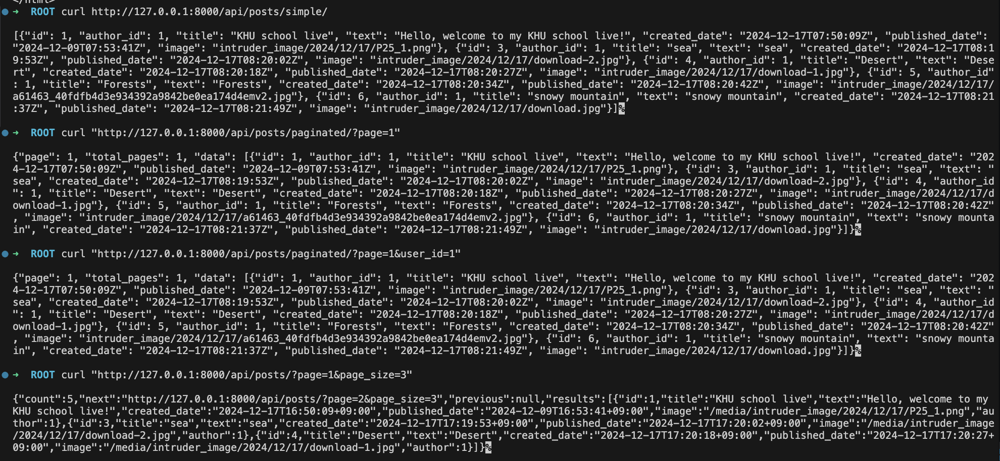 </html>
➜ ROOT curl http://127.0.0.1:8000/api/posts/simple/
[{"id": 1, "author_id": 1, "title": "KHU school live", "text": "Hello, welcome to my KHU school live!", "created_date": "2024-12-17T07:50:09Z", "published_date":
"2024-12-09T07:53:41Z", "image": "intruder_image/2024/12/17/P25_1.png"}, {"id": 3, "author_id": 1, "title": "sea", "text": "sea", "created_date": "2024-12-17T08:1
9:53Z", "published_date": "2024-12-17T08:20:02Z", "image": "intruder_image/2024/12/17/download-2.jpg"}, {"id": 4, "author_id": 1, "title": "Desert", "text": "Dese
rt", "created_date": "2024-12-17T08:20:18Z", "published_date": "2024-12-17T08:20:27Z", "image": "intruder_image/2024/12/17/download-1.jpg"}, {"id": 5, "author_id"
: 1, "title": "Forests", "text": "Forests", "created_date": "2024-12-17T08:20:34Z", "published_date": "2024-12-17T08:20:42Z", "image": "intruder_image/2024/12/17/
a61463_40fdfb4d3e934392a9842be0ea174d4emv2.jpg"}, {"id": 6, "author_id": 1, "title": "snowy mountain", "text": "snowy mountain", "created_date": "2024-12-17T08:21
:37Z", "published_date": "2024-12-17T08:21:49Z", "image": "intruder_image/2024/12/17/download.jpg"}]%
➜ ROOT curl "http://127.0.0.1:8000/api/posts/paginated/?page=1"
{"page": 1, "total_pages": 1, "data": [{"id": 1, "author_id": 1, "title": "KHU school live", "text": "Hello, welcome to my KHU school live!", "created_date": "202
4-12-17T07:50:09Z", "published_date": "2024-12-09T07:53:41Z", "image": "intruder_image/2024/12/17/P25_1.png"}, {"id": 3, "author_id": 1, "title": "sea", "text": "
sea", "created_date": "2024-12-17T08:19:53Z", "published_date": "2024-12-17T08:20:02Z", "image": "intruder_image/2024/12/17/download-2.jpg"}, {"id": 4, "author_id
": 1, "title": "Desert", "text": "Desert", "created_date": "2024-12-17T08:20:18Z", "published_date": "2024-12-17T08:20:27Z", "image": "intruder_image/2024/12/17/d
ownload-1.jpg"}, {"id": 5, "author_id": 1, "title": "Forests", "text": "Forests", "created_date": "2024-12-17T08:20:34Z", "published_date": "2024-12-17T08:20:42Z"
, "image": "intruder_image/2024/12/17/a61463_40fdfb4d3e934392a9842be0ea174d4emv2.jpg"}, {"id": 6, "author_id": 1, "title": "snowy mountain", "text": "snowy mounta
in", "created_date": "2024-12-17T08:21:37Z", "published_date": "2024-12-17T08:21:49Z", "image": "intruder_image/2024/12/17/download.jpg"}]}%
➜ ROOT curl "http://127.0.0.1:8000/api/posts/paginated/?page=1&user_id=1"
{"page": 1, "total_pages": 1, "data": [{"id": 1, "author_id": 1, "title": "KHU school live", "text": "Hello, welcome to my KHU school live!", "created_date": "202
4-12-17T07:50:09Z", "published_date": "2024-12-09T07:53:41Z", "image": "intruder_image/2024/12/17/P25_1.png"}, {"id": 3, "author_id": 1, "title": "sea", "text": "
sea", "created_date": "2024-12-17T08:19:53Z", "published_date": "2024-12-17T08:20:02Z", "image": "intruder_image/2024/12/17/download-2.jpg"}, {"id": 4, "author_id
": 1, "title": "Desert", "text": "Desert", "created_date": "2024-12-17T08:20:18Z", "published_date": "2024-12-17T08:20:27Z", "image": "intruder_image/2024/12/17/d
ownload-1.jpg"}, {"id": 5, "author_id": 1, "title": "Forests", "text": "Forests", "created_date": "2024-12-17T08:20:34Z", "published_date": "2024-12-17T08:20:42Z"
, "image": "intruder_image/2024/12/17/a61463_40fdfb4d3e934392a9842be0ea174d4emv2.jpg"}, {"id": 6, "author_id": 1, "title": "snowy mountain", "text": "snowy mounta
in", "created_date": "2024-12-17T08:21:37Z", "published_date": "2024-12-17T08:21:49Z", "image": "intruder_image/2024/12/17/download.jpg"}]}%
➜ ROOT curl "http://127.0.0.1:8000/api/posts/?page=1&page_size=3"
{"count":5,"next":"http://127.0.0.1:8000/api/posts/?page=2&page_size=3","previous":null,"results":[{"id":1,"title":"KHU school live","text":"Hello, welcome to my
KHU school live!","created_date":"2024-12-17T16:50:09+09:00","published_date":"2024-12-09T16:53:41+09:00","image":"/media/intruder_image/2024/12/17/P25_1.png","au
thor":1},{"id":3,"title":"sea","text":"sea","created_date":"2024-12-17T17:19:53+09:00","published_date":"2024-12-17T17:20:02+09:00","image":"/media/intruder_image
/2024/12/17/download-2.jpg","author":1},{"id":4,"title":"Desert","text":"Desert","created_date":"2024-12-17T17:20:18+09:00","published_date":"2024-12-17T17:20:27+
09:00","image":"/media/intruder_image/2024/12/17/download-1.jpg","author":1}]}%